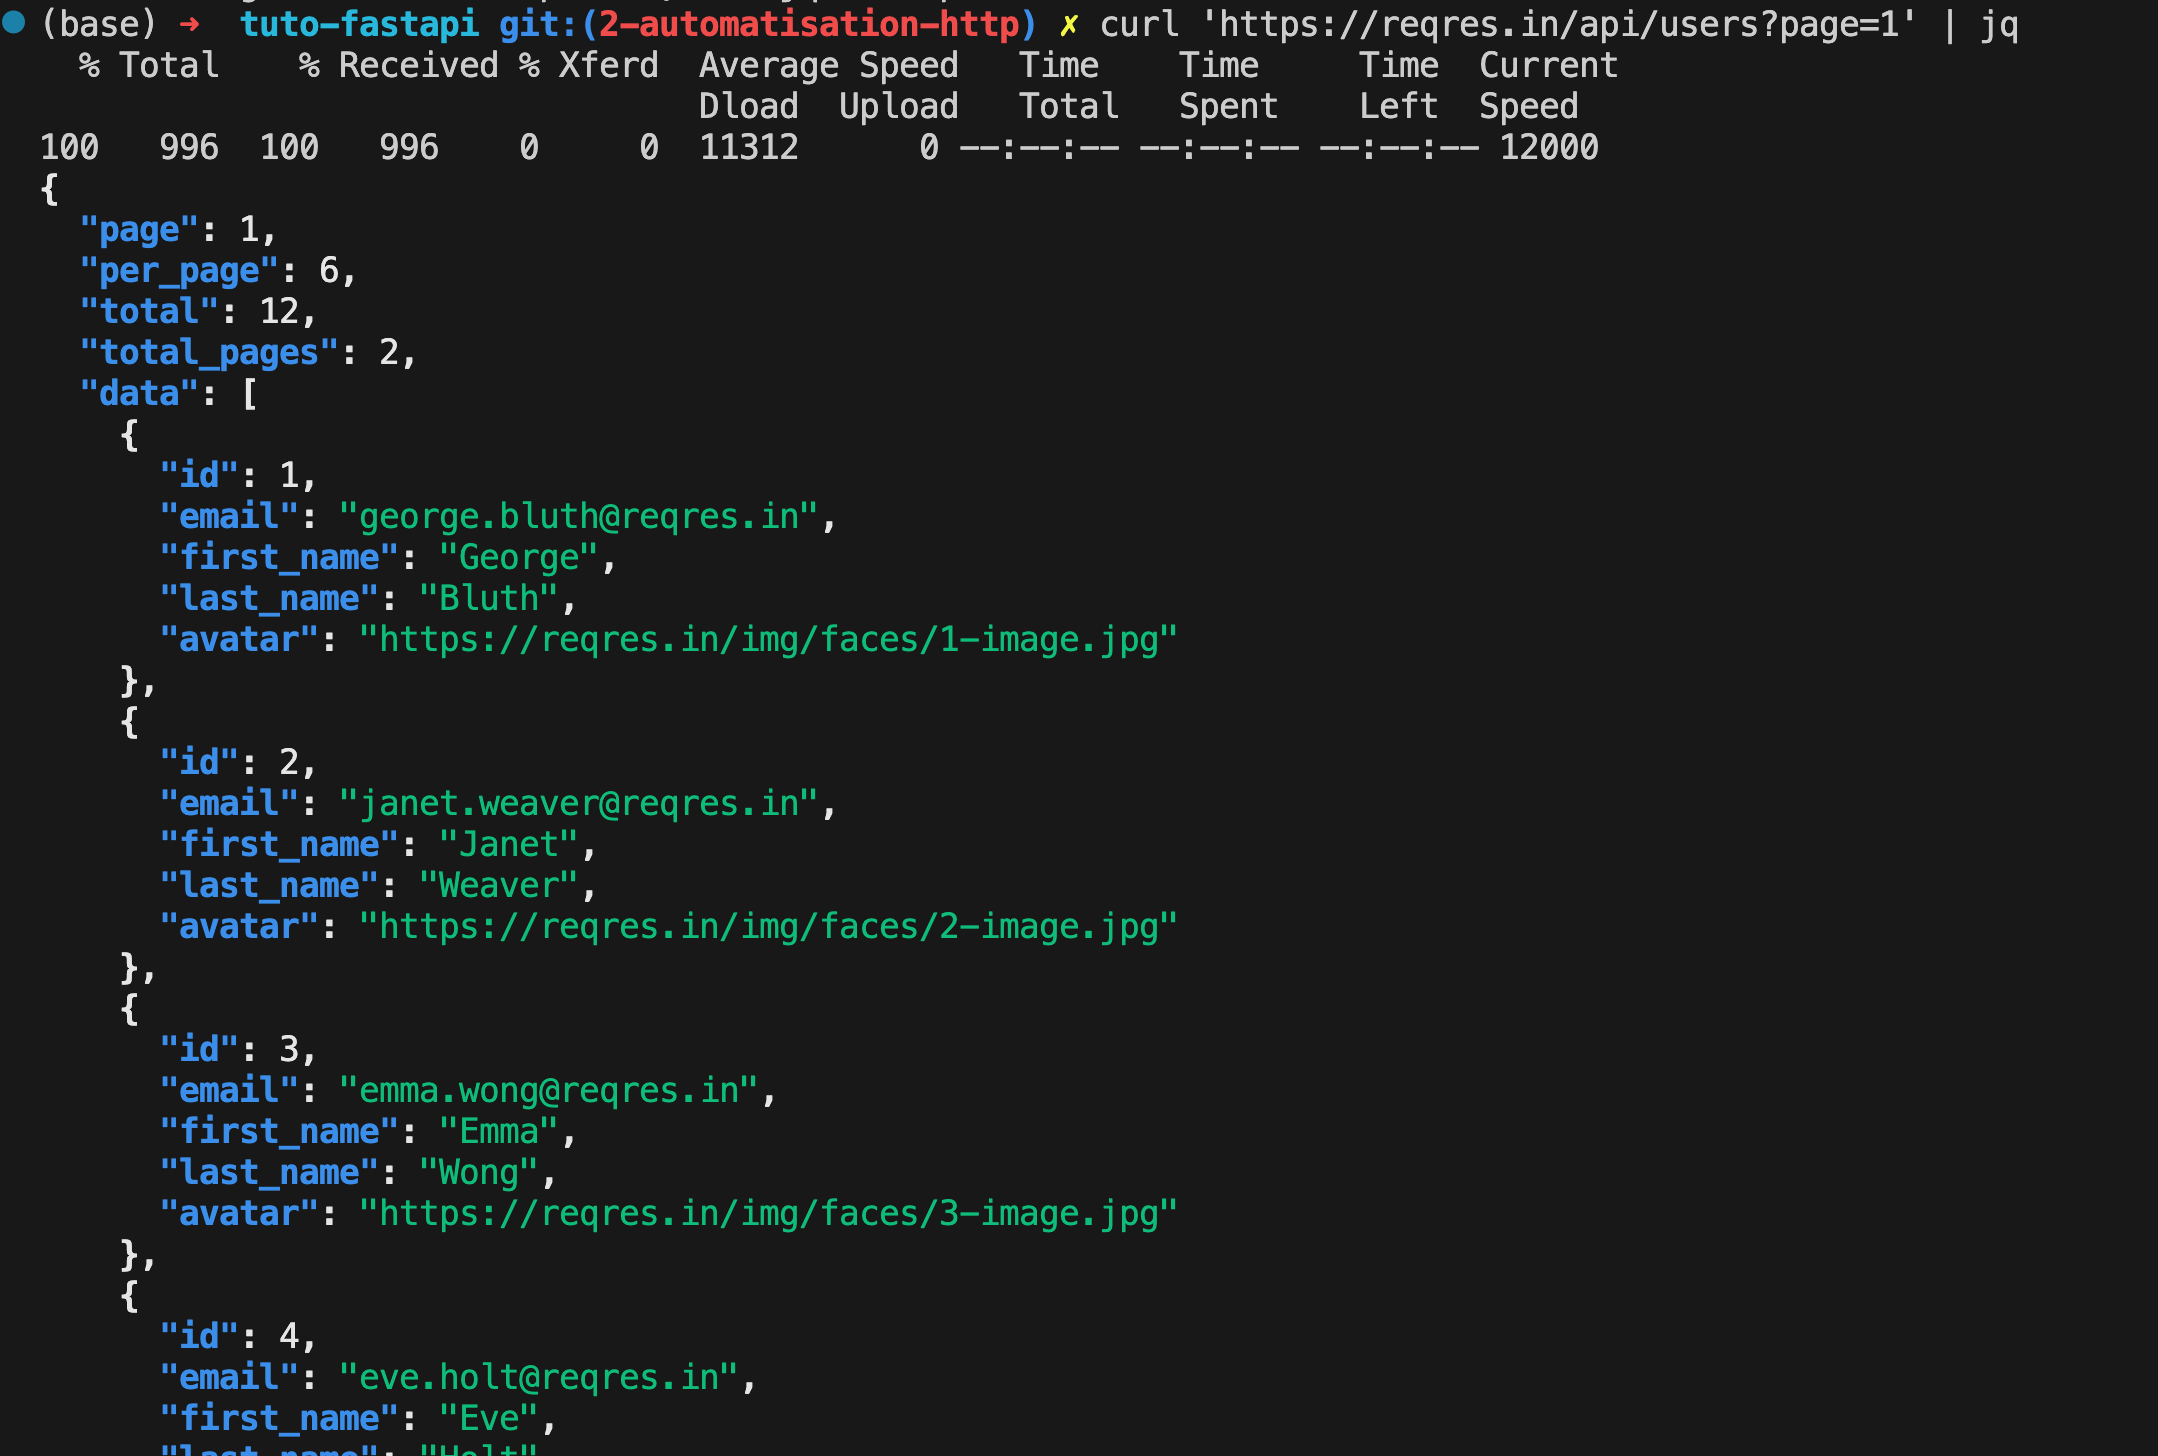 (base) ➜  tuto-fastapi git:(2-automatisation-http) ✗ curl 'https://reqres.in/api/users?page=1' | jq
  % Total    % Received % Xferd  Average Speed   Time    Time     Time  Current
                                 Dload  Upload   Total   Spent    Left  Speed
100   996  100   996    0     0  11312      0 --:--:-- --:--:-- --:--:-- 12000
{
  "page": 1,
  "per_page": 6,
  "total": 12,
  "total_pages": 2,
  "data": [
    {
      "id": 1,
      "email": "george.bluth@reqres.in",
      "first_name": "George",
      "last_name": "Bluth",
      "avatar": "https://reqres.in/img/faces/1-image.jpg"
    },
    {
      "id": 2,
      "email": "janet.weaver@reqres.in",
      "first_name": "Janet",
      "last_name": "Weaver",
      "avatar": "https://reqres.in/img/faces/2-image.jpg"
    },
    {
      "id": 3,
      "email": "emma.wong@reqres.in",
      "first_name": "Emma",
      "last_name": "Wong",
      "avatar": "https://reqres.in/img/faces/3-image.jpg"
    },
    {
      "id": 4,
      "email": "eve.holt@reqres.in",
      "first_name": "Eve",
      "last_name": "Holt"